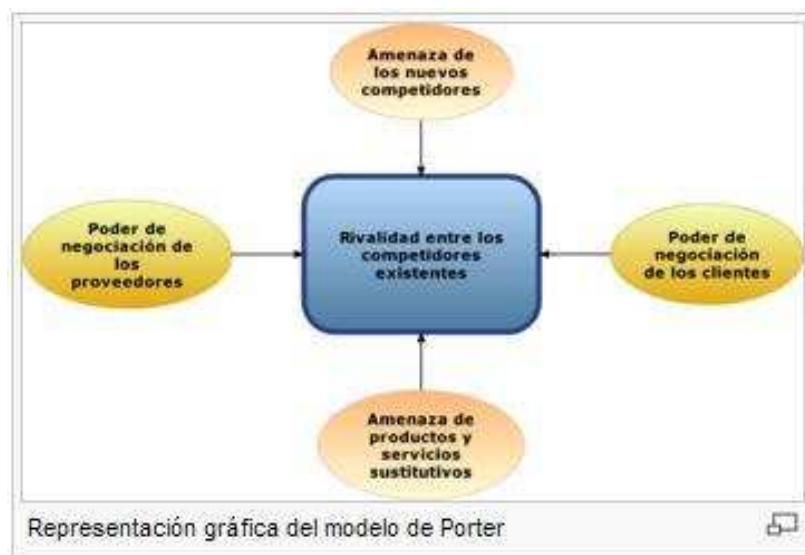 Amenaza de
los nuevos
competidores
Poder de
negociación de
los
proveedores
Rivalidad entre los
competidores
existentes
Poder de
negociación
de los clientes
Amenaza de
productos y
servicios
sustitutivos
Representación gráfica del modelo de Porter